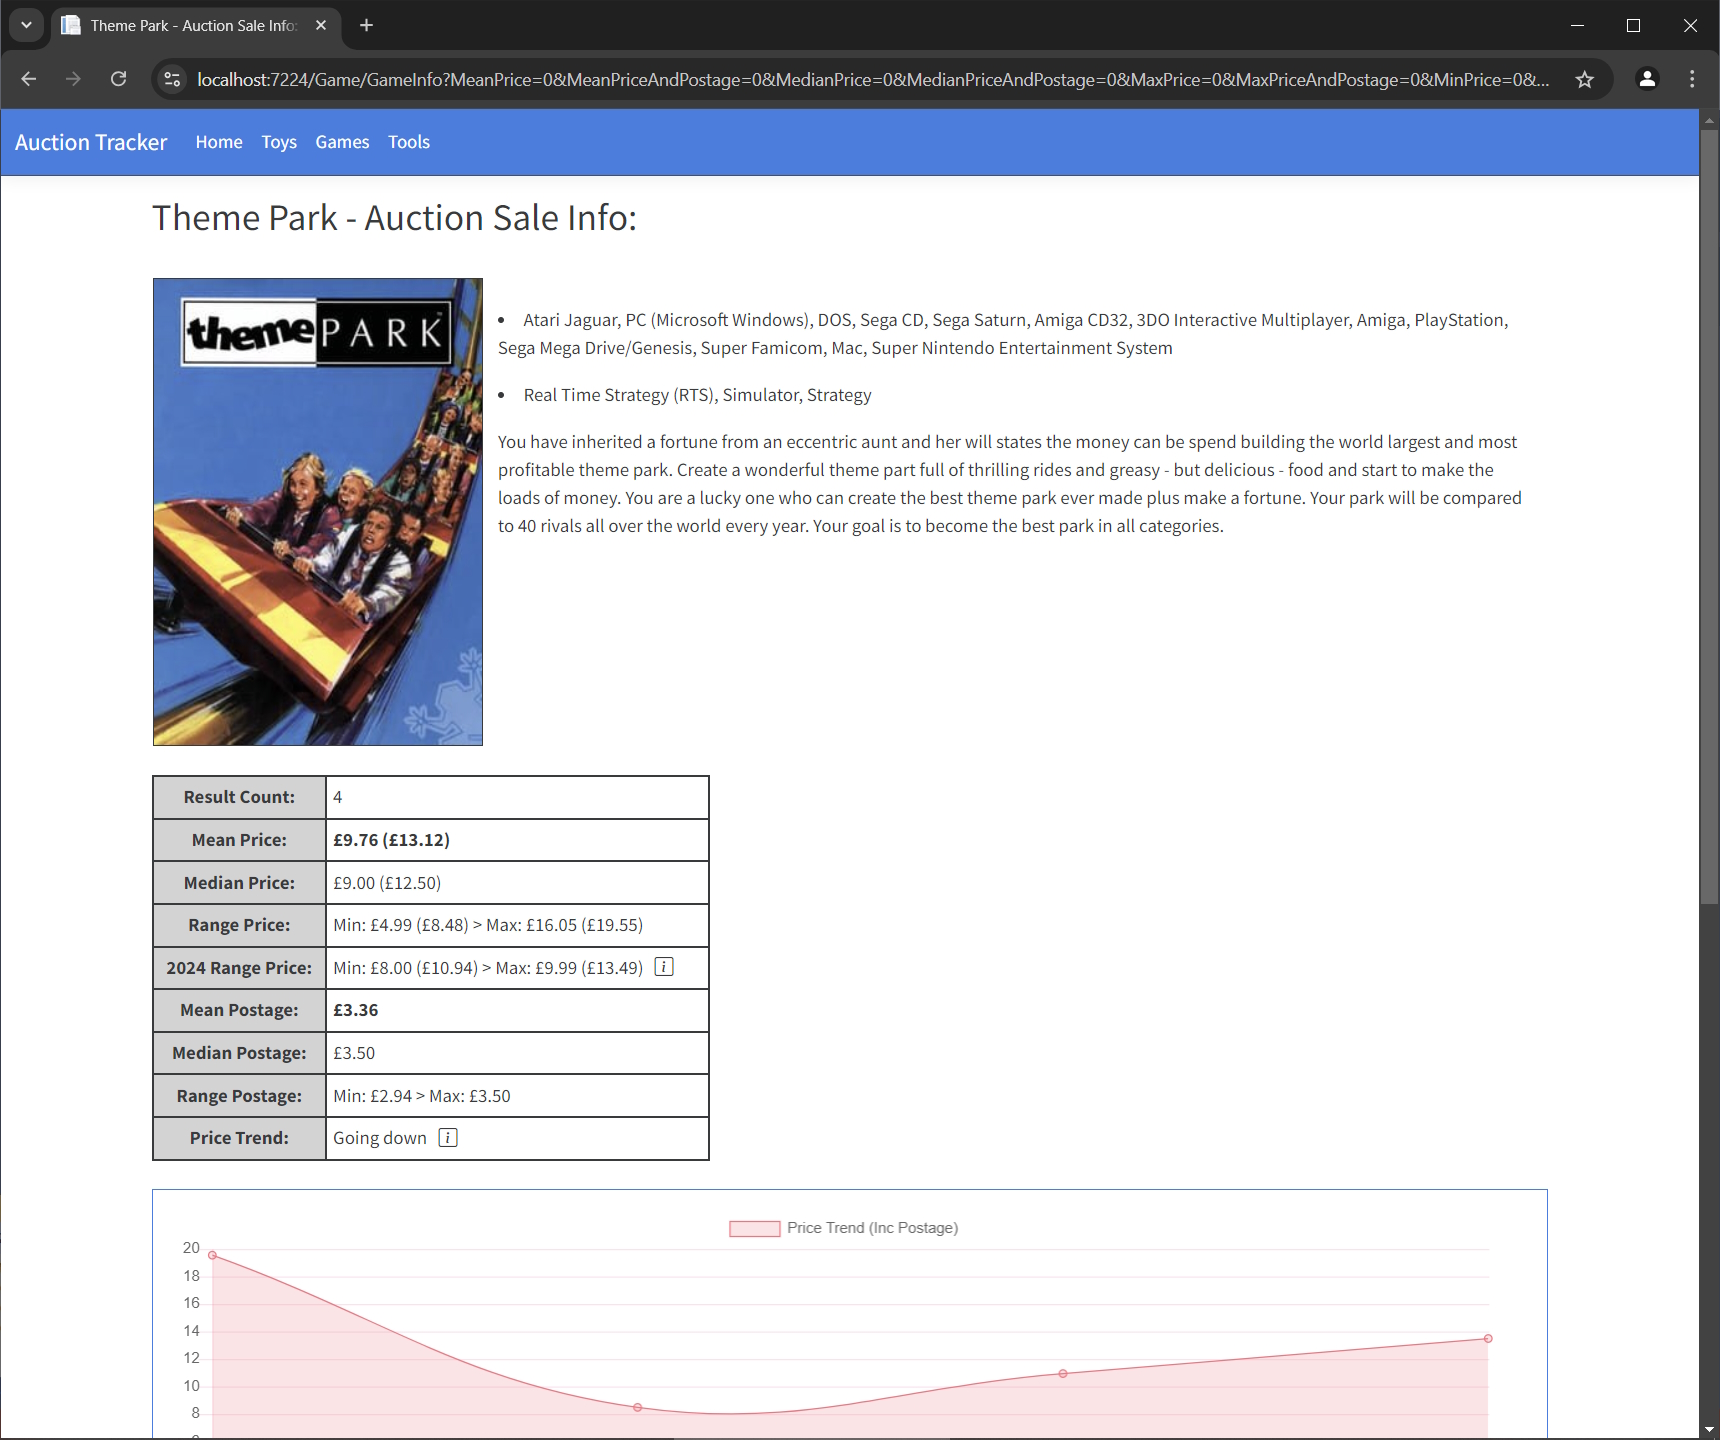 Theme Park - Auction Sale Info:
localhost:7224/Game/GameInfo?MeanPrice=0&MeanPriceAndPostage=0&MedianPrice=0&MedianPriceAndPostage=0&MaxPrice=0&MaxPriceAndPostage=0&MinPrice=0&...
Auction Tracker Home Toys Games Tools
Theme Park - Auction Sale Info:
theme PARK™
• Atari Jaguar, PC (Microsoft Windows), DOS, Sega CD, Sega Saturn, Amiga CD32, 3DO Interactive Multiplayer, Amiga, PlayStation,
Sega Mega Drive/Genesis, Super Famicom, Mac, Super Nintendo Entertainment System
• Real Time Strategy (RTS), Simulator, Strategy
You have inherited a fortune from an eccentric aunt and her will states the money can be spend building the world largest and most
profitable theme park. Create a wonderful theme part full of thrilling rides and greasy - but delicious - food and start to make the
loads of money. You are a lucky one who can create the best theme park ever made plus make a fortune. Your park will be compared
to 40 rivals all over the world every year. Your goal is to become the best park in all categories.
Result Count: 4
Mean Price: £9.76 (£13.12)
Median Price: £9.00 (£12.50)
Range Price: Min: £4.99 (£8.48) > Max: £16.05 (£19.55)
2024 Range Price: Min: £8.00 (£10.94) > Max: £9.99 (£13.49) i
Mean Postage: £3.36
Median Postage: £3.50
Range Postage: Min: £2.94 > Max: £3.50
Price Trend: Going down i
Price Trend (Inc Postage)
20
18
16
14
12
10
8